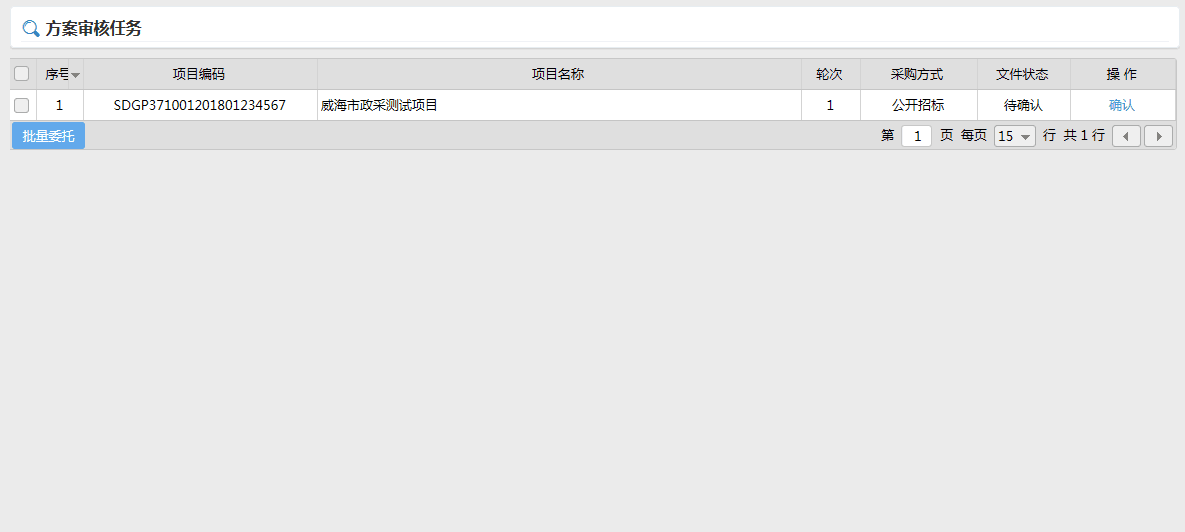 方案审核任务
序号 项目编码 项目名称 轮次 采购方式 文件状态 操 作
1 SDGP371001201801234567 威海市政采测试项目 1 公开招标 待确认 确认
批量委托 第 1 页 每页 15 行 共 1 行